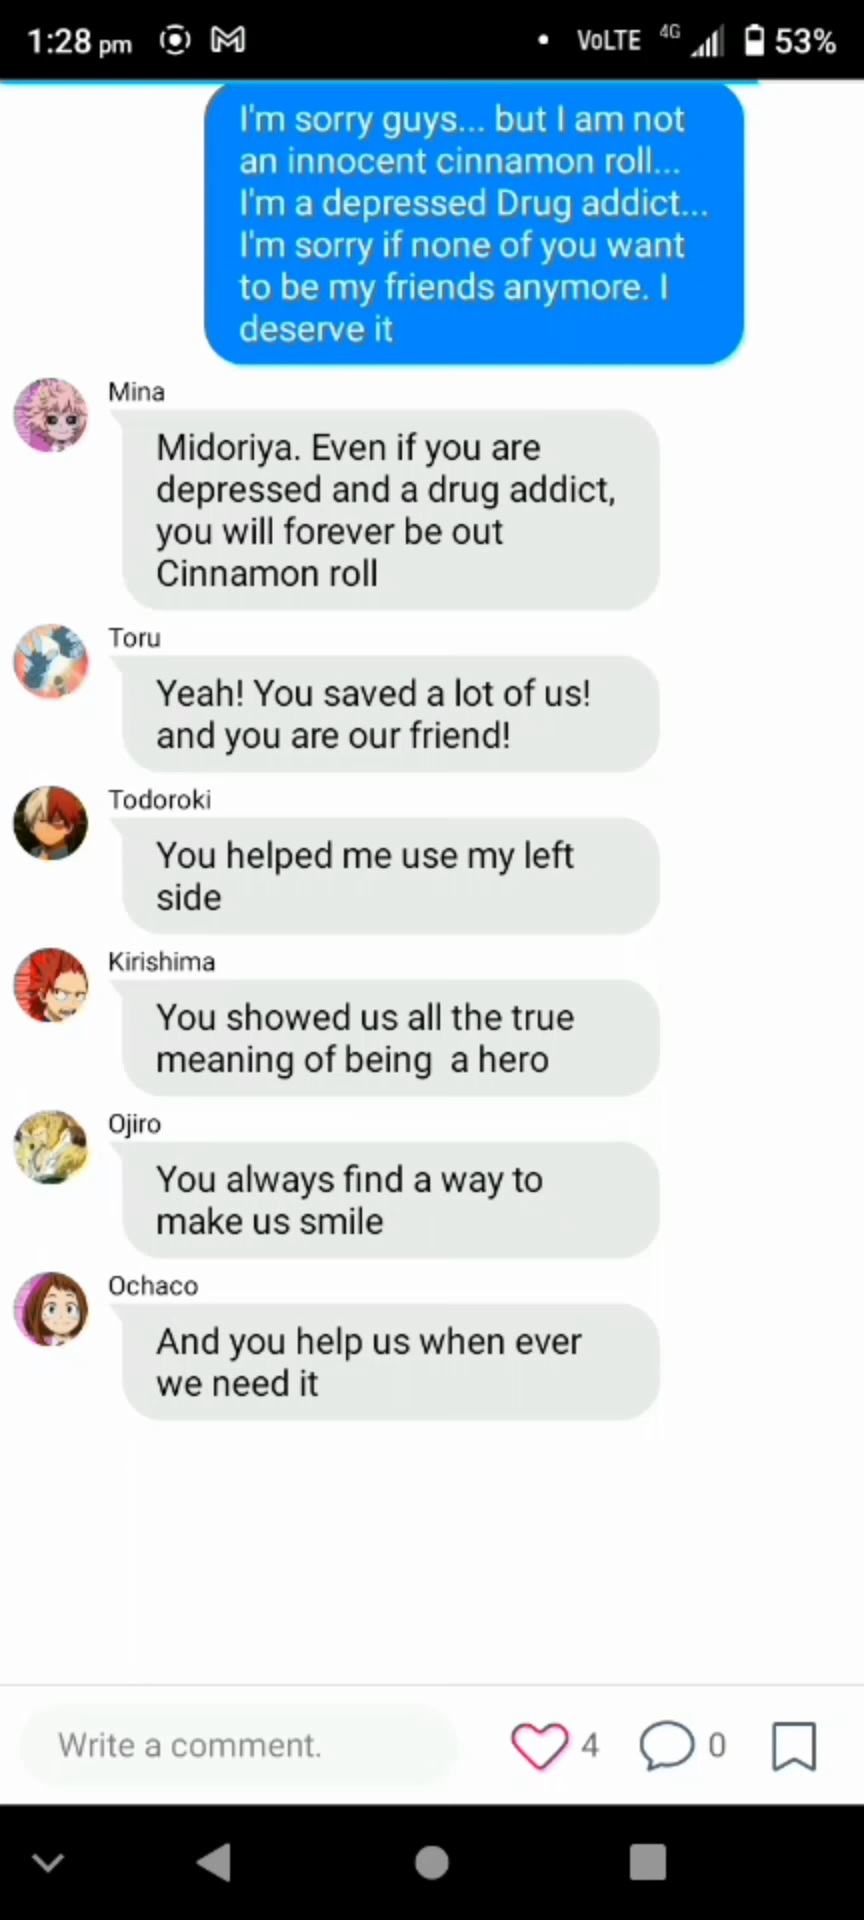 1:28 pm VoLTE 4G 53%
I'm sorry guys... but I am not
an innocent cinnamon roll...
I'm a depressed Drug addict...
I'm sorry if none of you want
to be my friends anymore. I
deserve it
Mina
Midoriya. Even if you are
depressed and a drug addict,
you will forever be out
Cinnamon roll
Toru
Yeah! You saved a lot of us!
and you are our friend!
Todoroki
You helped me use my left
side
Kirishima
You showed us all the true
meaning of being  a hero
Ojiro
You always find a way to
make us smile
Ochaco
And you help us when ever
we need it
Write a comment. 4 0